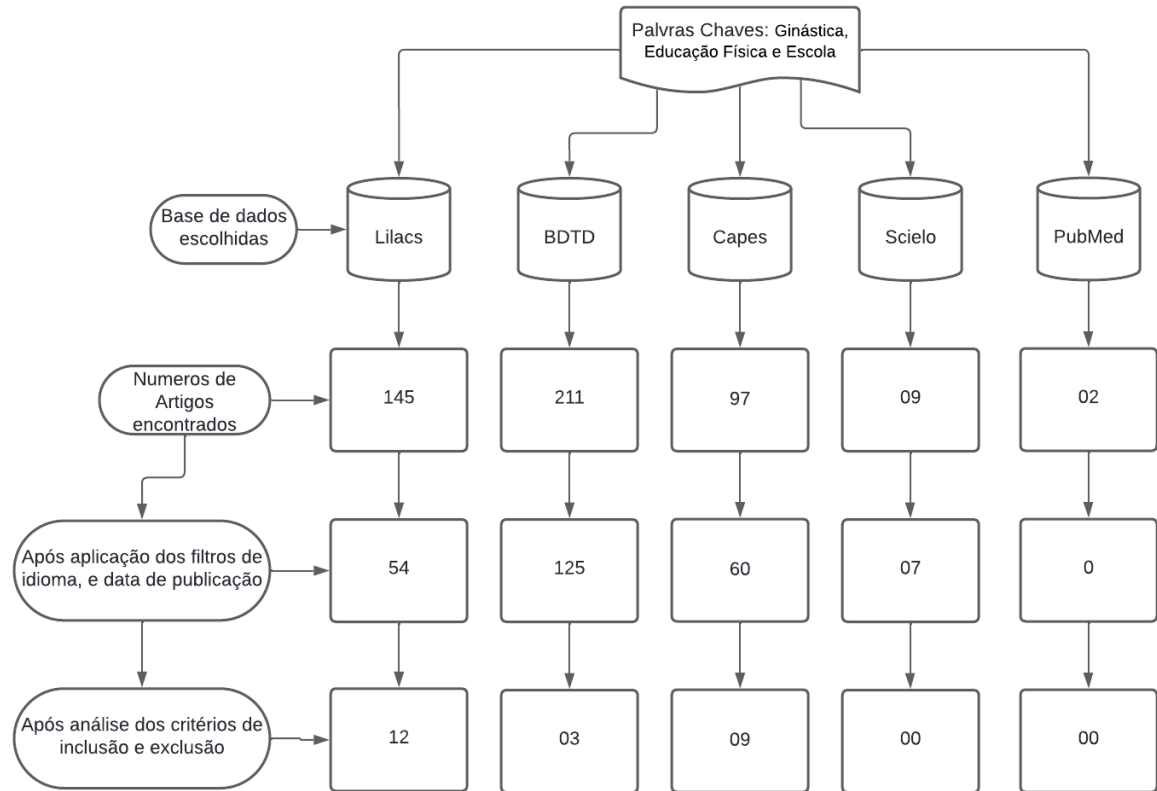 Palvras Chaves: Ginástica,
Educação Física e Escola
Base de dados
escolhidas
Lilacs
BDTD
Capes
Scielo
PubMed
Numeros de
Artigos
encontrados
145
211
97
09
02
Após aplicação dos filtros de
idioma, e data de publicação
54
125
60
07
0
Após análise dos critérios de
inclusão e exclusão
12
03
09
00
00